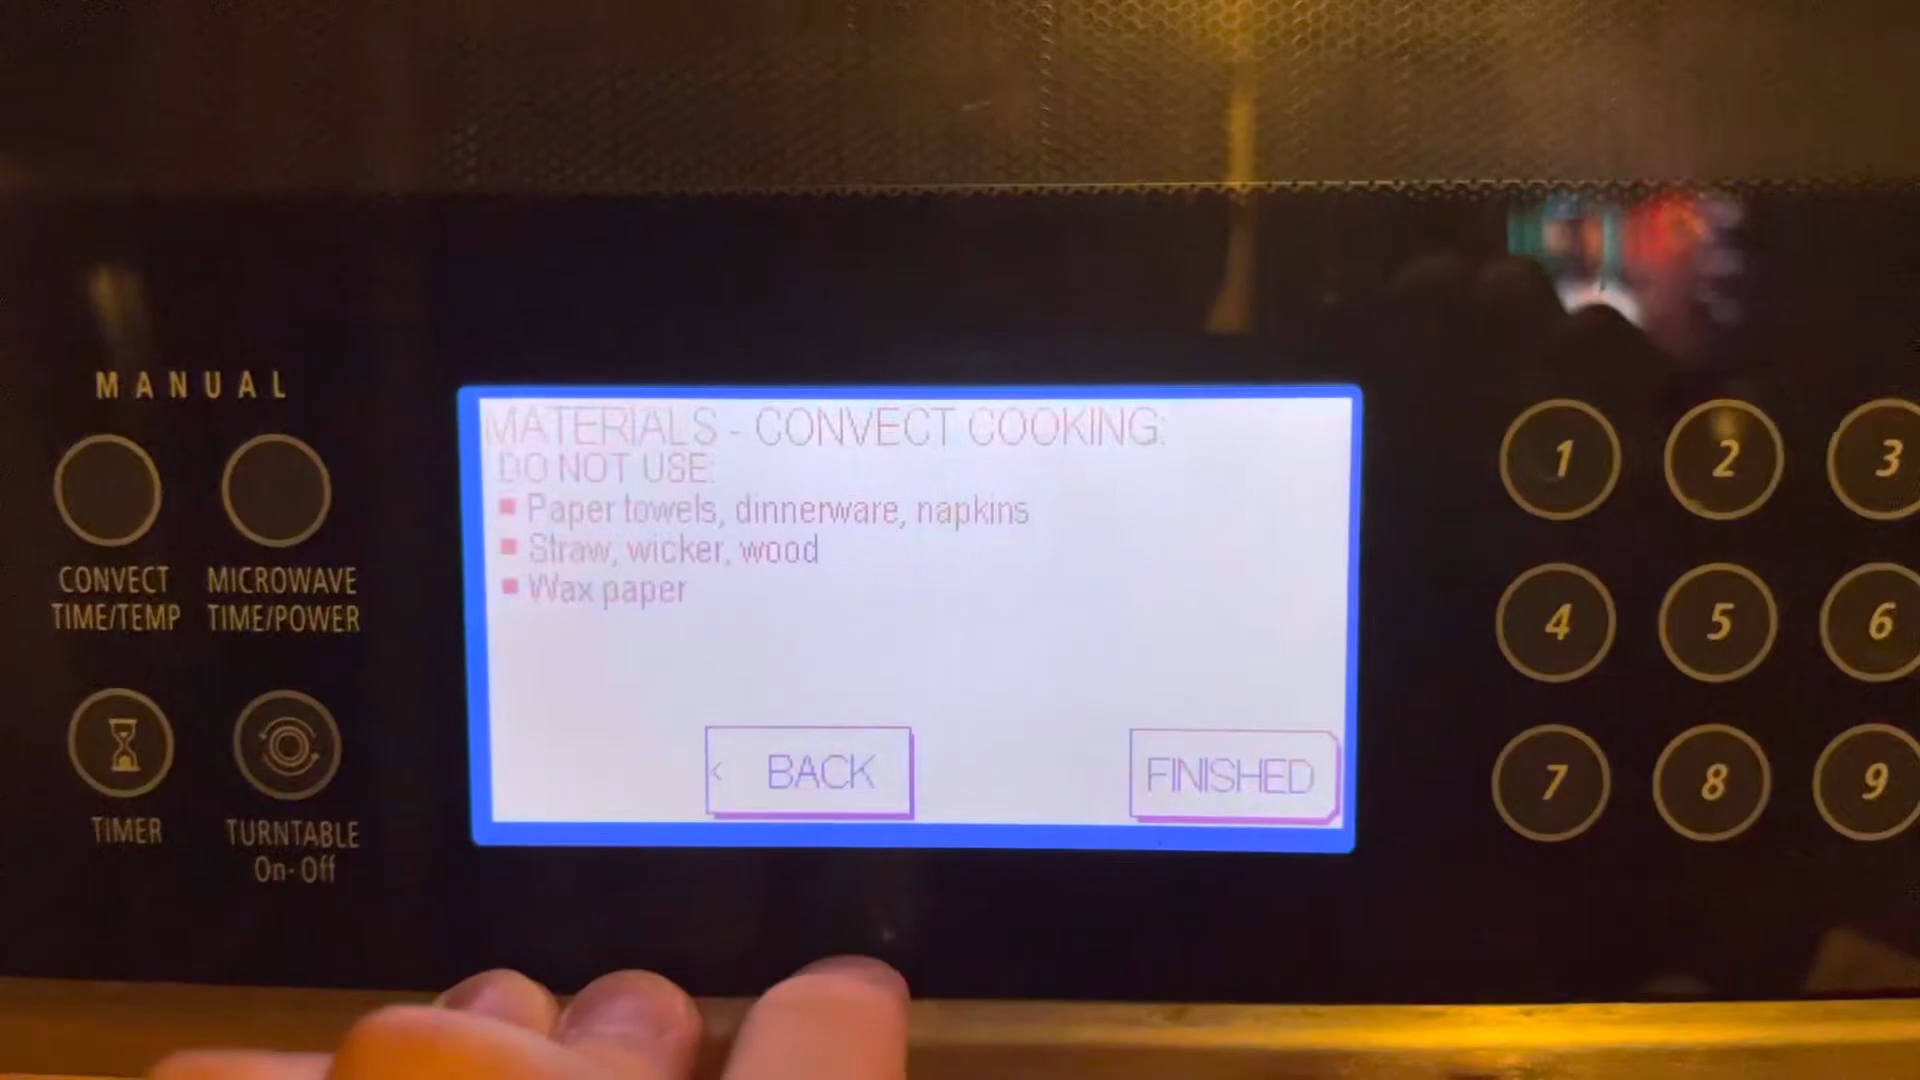 MANUAL
CONVECT
TIME/TEMP
MICROWAVE
TIME/POWER
TIMER
TURNTABLE
On-Off
MATERIALS - CONVECT COOKING:
DO NOT USE:
▪ Paper towels, dinnerware, napkins
▪ Straw, wicker, wood
▪ Wax paper
< BACK
FINISHED
1 2 3
4 5 6
7 8 9